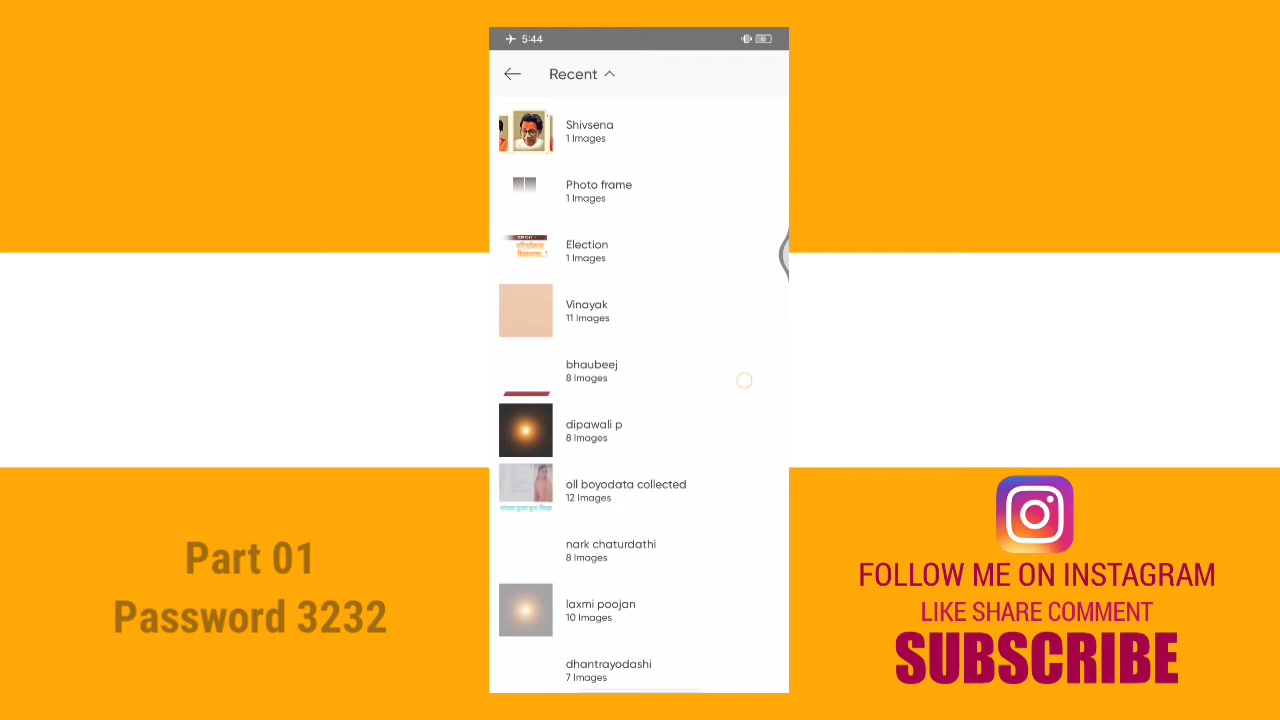 5:44
Recent
Shivsena
1 Images
Photo frame
1 Images
Election
1 Images
Vinayak
11 Images
bhaubeej
8 Images
dipawali p
8 Images
oll boyodata collected
12 Images
nark chaturdathi
8 Images
laxmi poojan
10 Images
dhantrayodashi
7 Images
Part 01
Password 3232
FOLLOW ME ON INSTAGRAM
LIKE SHARE COMMENT
SUBSCRIBE